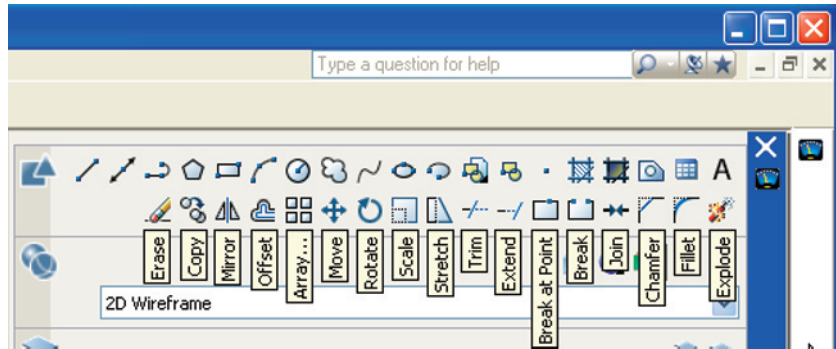 Type a question for help
A
Erase
Copy
Mirror
Offset
Array...
Move
Rotate
Scale
Stretch
Trim
Extend
Break at Point
Break
Join
Chamfer
Fillet
Explode
2D Wireframe